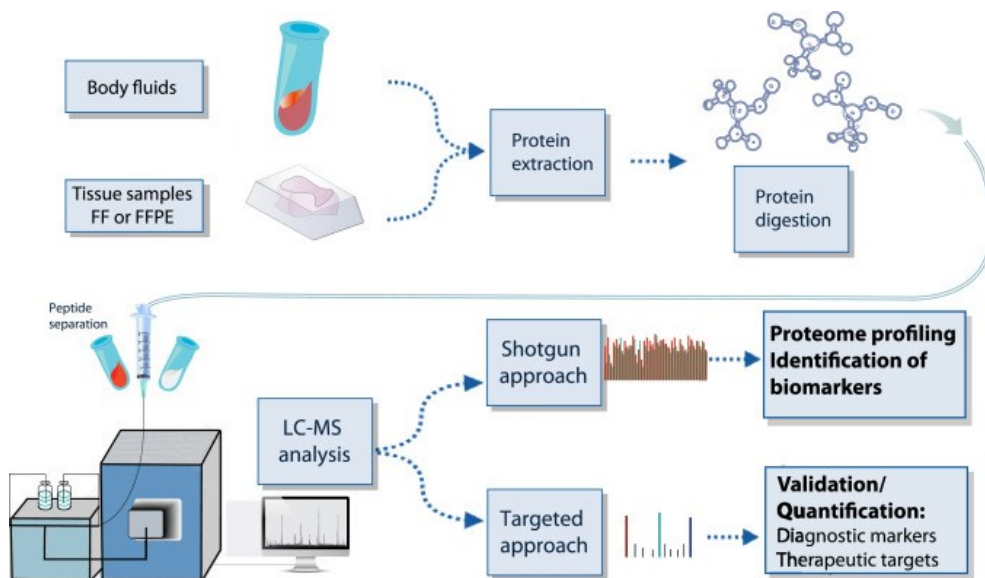 Body fluids
Protein
extraction
Tissue samples
FF or FFPE
Protein
digestion
Peptide
separation
Shotgun
approach
Proteome profiling
Identification of
biomarkers
LC-MS
analysis
Targeted
approach
Validation/
Quantification:
Diagnostic markers
Therapeutic targets